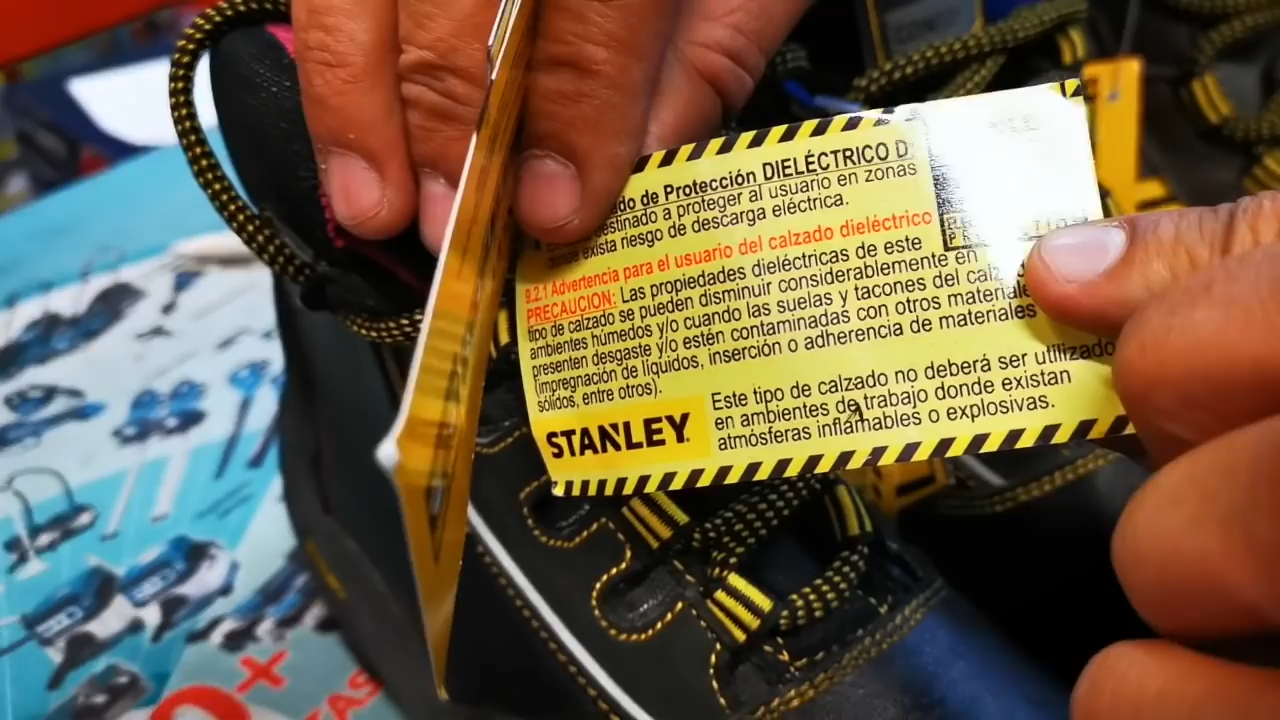 do de Protección DIELÉCTRICO D
destinado a proteger al usuario en zonas
donde exista riesgo de descarga eléctrica.
9.2.1 Advertencia para el usuario del calzado dieléctrico
PRECAUCION: Las propiedades dieléctricas de este
tipo de calzado se pueden disminuir considerablemente en
ambientes húmedos y/o cuando las suelas y tacones del calz
presenten desgaste y/o estén contaminadas con otros materiale
(impregnación de líquidos, inserción o adherencia de materiales
sólidos, entre otros).
STANLEY
Este tipo de calzado no deberá ser utilizado
en ambientes de trabajo donde existan
atmósferas inflamables o explosivas.